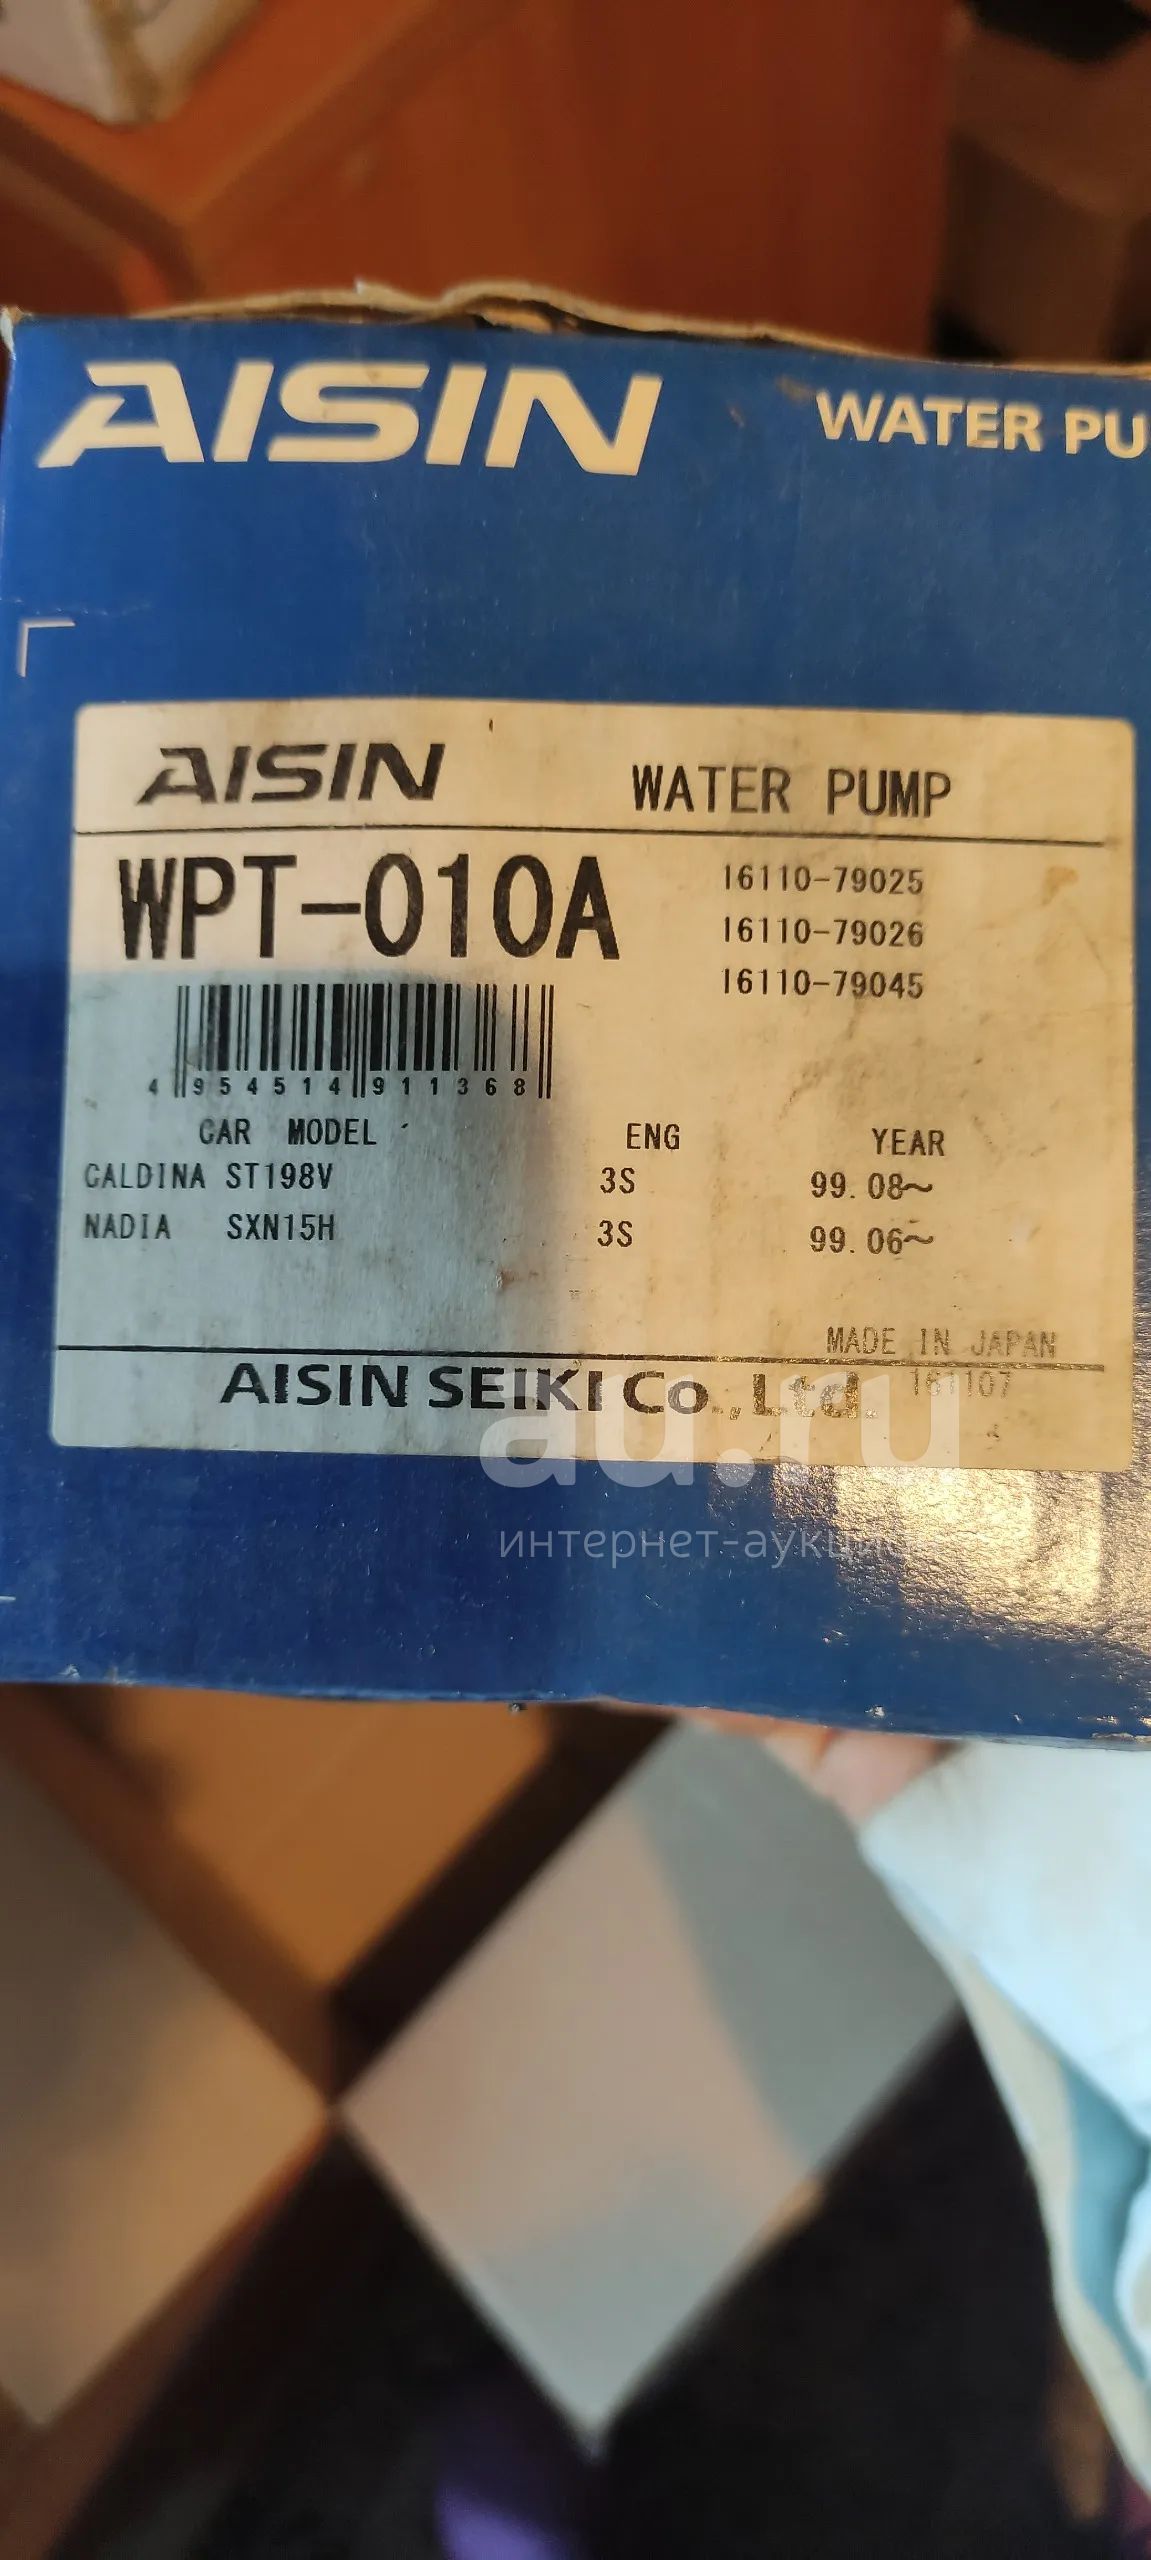 AISIN WATER PU
AISIN WATER PUMP
WPT-010A 16110-79025
16110-79026
16110-79045
4 954514 911368
CAR MODEL ENG YEAR
CALDINA ST198V 3S 99.08~
NADIA SXN15H 3S 99.06~
MADE IN JAPAN
AISIN SEIKI Co., Ltd. 161107
au.ru